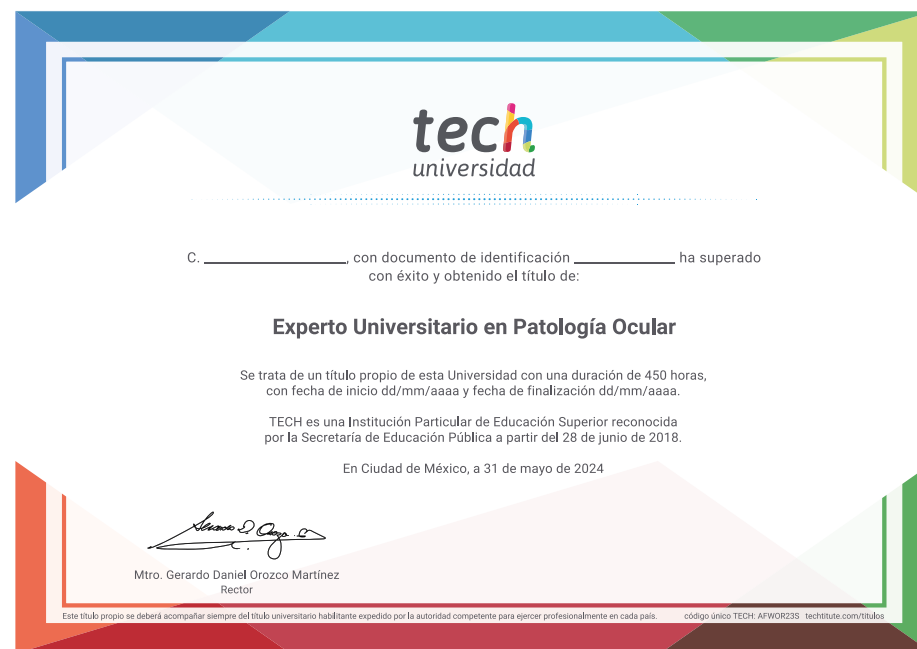 tech
universidad
C. __________________, con documento de identificación _____________ ha superado
con éxito y obtenido el título de:
Experto Universitario en Patología Ocular
Se trata de un título propio de esta Universidad con una duración de 450 horas,
con fecha de inicio dd/mm/aaaa y fecha de finalización dd/mm/aaaa.
TECH es una Institución Particular de Educación Superior reconocida
por la Secretaría de Educación Pública a partir del 28 de junio de 2018.
En Ciudad de México, a 31 de mayo de 2024
Mtro. Gerardo Daniel Orozco Martínez
Rector
Este título propio se deberá acompañar siempre del título universitario habilitante expedido por la autoridad competente para ejercer profesionalmente en cada país. código único TECH: AFWOR23S techtitute.com/titulos